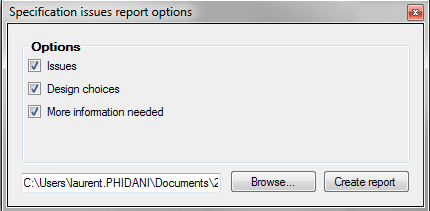 Specification issues report options
Options
Issues
Design choices
More information needed
C:\Users\laurent.PHIDANI\Documents\2
Browse...
Create report